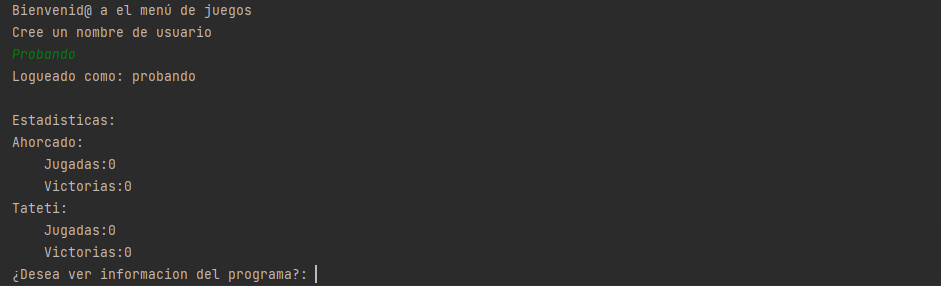 Bienvenid@ a el menú de juegos
Cree un nombre de usuario
Probando
Logueado como: probando
Estadisticas:
Ahorcado:
Jugadas:0
Victorias:0
Tateti:
Jugadas:0
Victorias:0
¿Desea ver informacion del programa?: